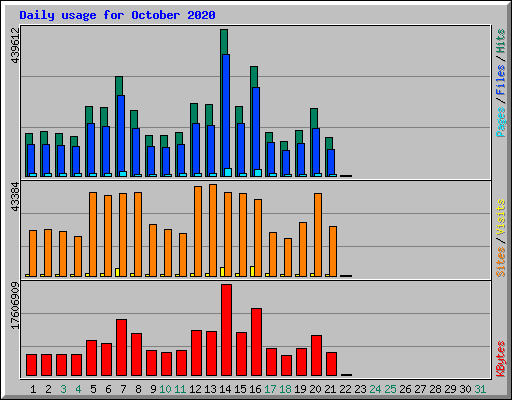 Daily usage for October 2020
439612
Pages / Files / Hits
43384
Sites / Visits
17606909
KBytes
1 2 3 4 5 6 7 8 9 10 11 12 13 14 15 16 17 18 19 20 21 22 23 24 25 26 27 28 29 30 31